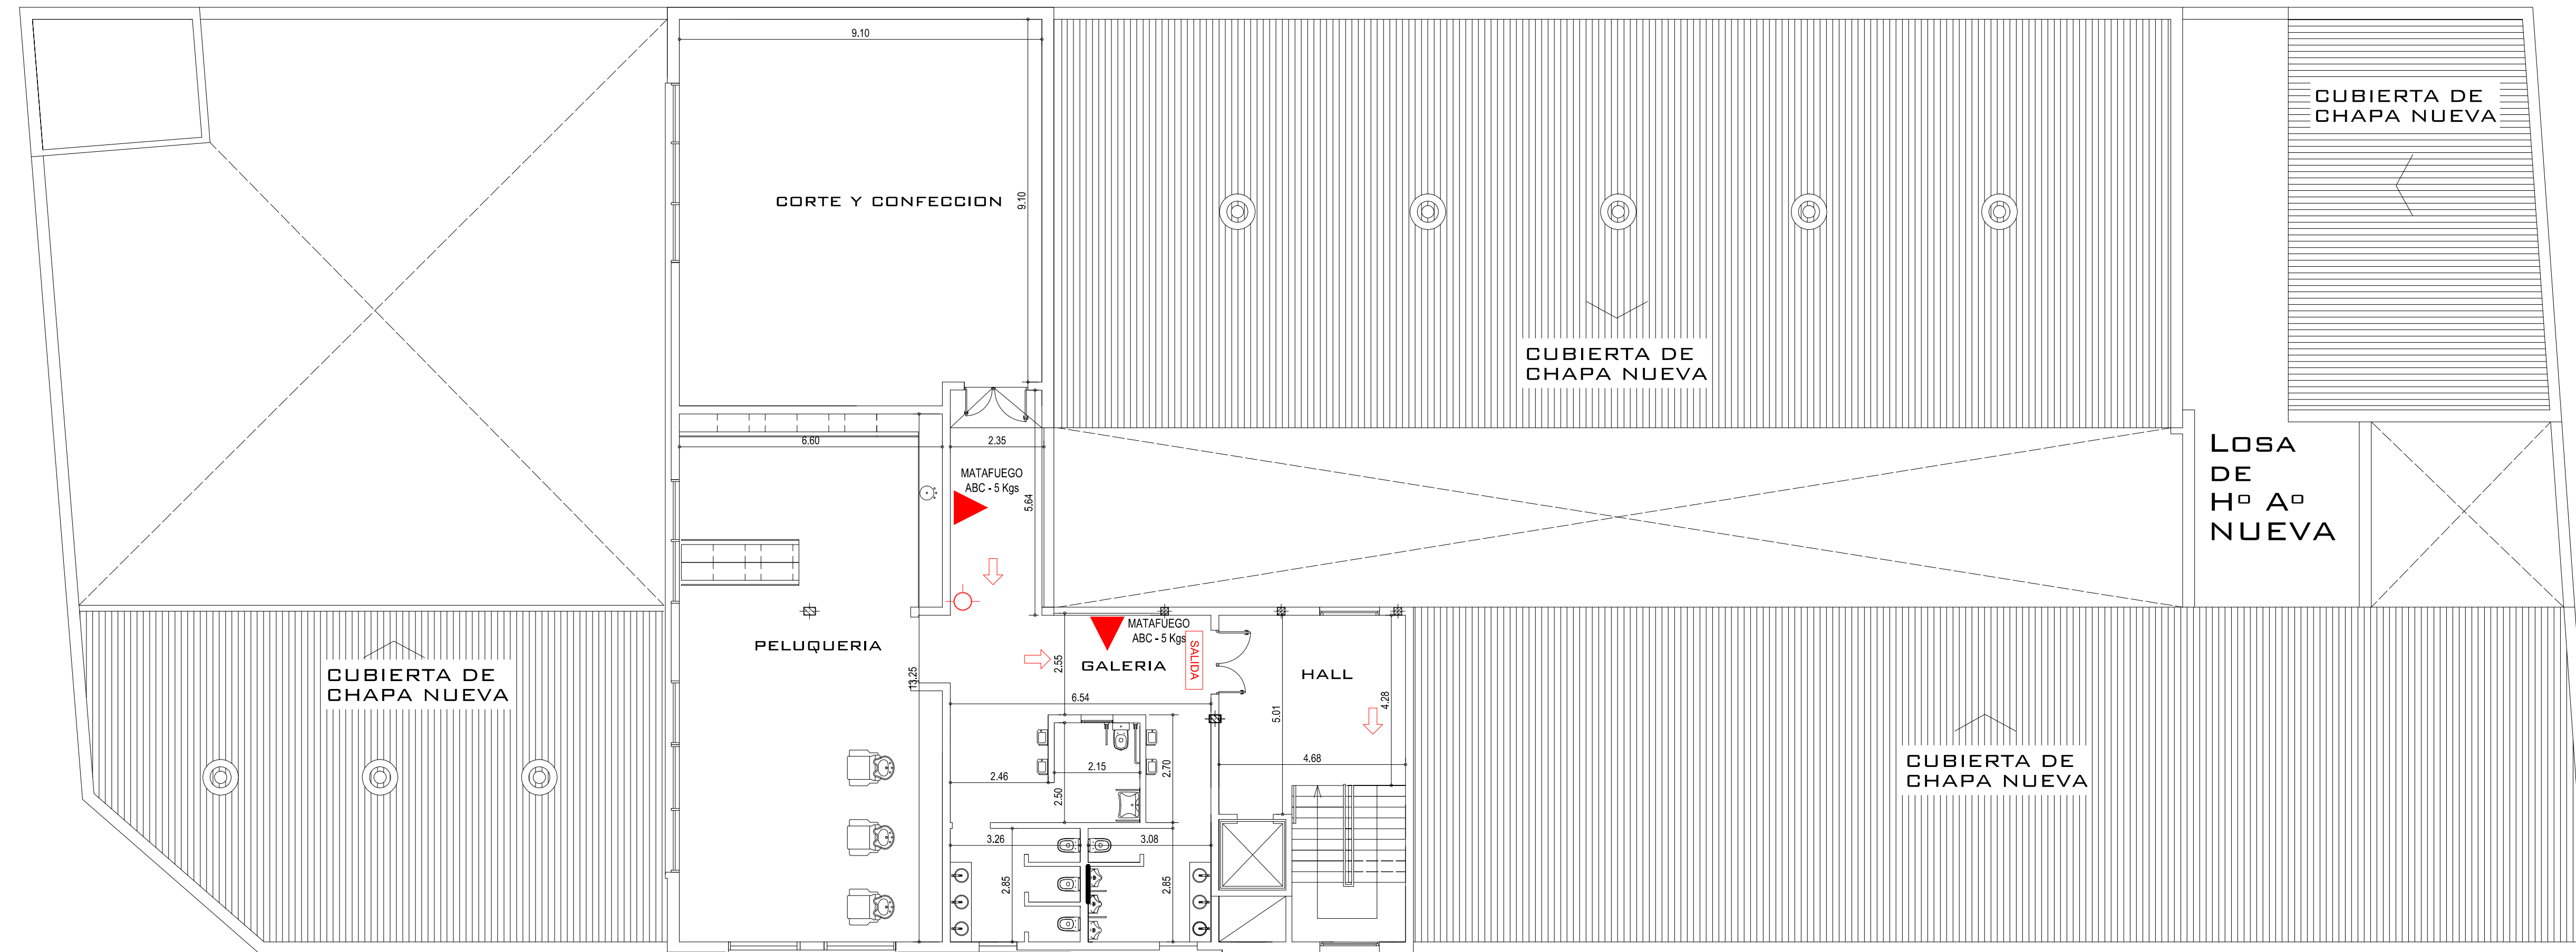 9.10
CUBIERTA DE
CHAPA NUEVA
CORTE Y CONFECCION
9.10
CUBIERTA DE
CHAPA NUEVA
6.60
2.35
LOSA
DE
Hº Aº
NUEVA
MATAFUEGO
ABC - 5 Kgs
5.64
MATAFUEGO
ABC - 5 Kgs
PELUQUERIA
GALERIA
SALIDA
HALL
2.55
13.25
6.54
CUBIERTA DE
CHAPA NUEVA
5.01
4.28
CUBIERTA DE
CHAPA NUEVA
4.68
2.46
2.15
2.70
2.50
3.26
3.08
2.85
2.85